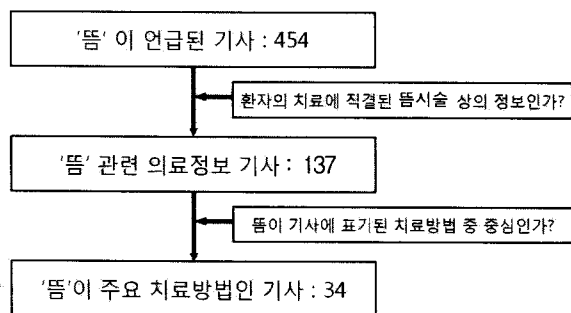 '뜸' 이 언급된 기사 : 454
환자의 치료에 직결된 뜸시술 상의 정보인가?
'뜸' 관련 의료정보 기사 : 137
뜸이 기사에 표기된 치료방법 중 중심인가?
'뜸'이 주요 치료방법인 기사 : 34